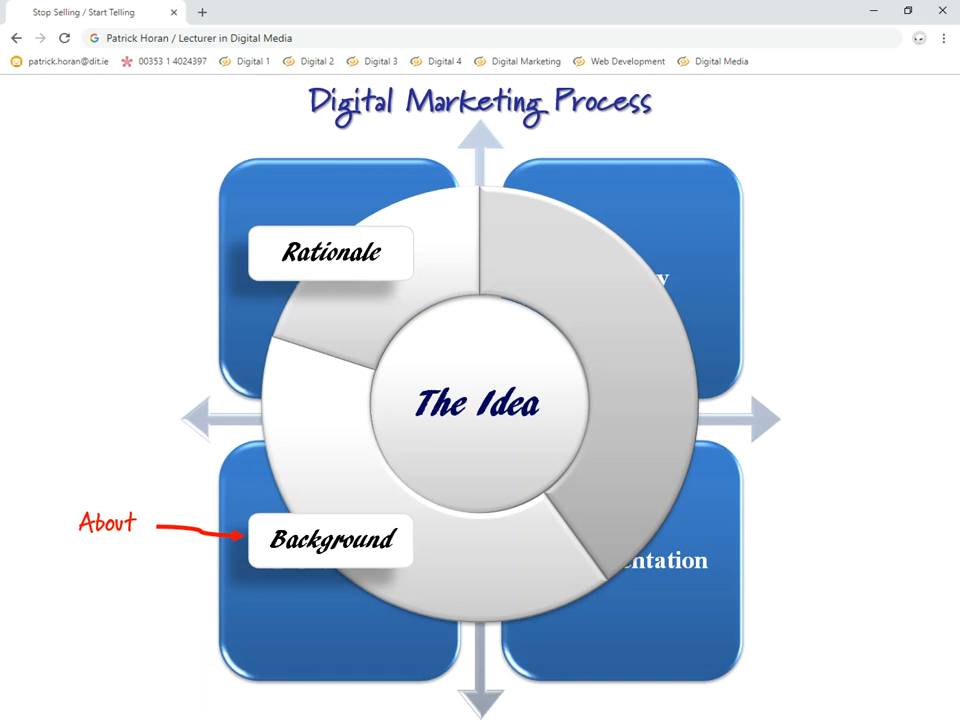 Stop Selling / Start Telling
Patrick Horan / Lecturer in Digital Media
patrick.horan@dit.ie 00353 1 4024397 Digital 1 Digital 2 Digital 3 Digital 4 Digital Marketing Web Development Digital Media
Digital Marketing Process
Rationale
The Idea
About
Background